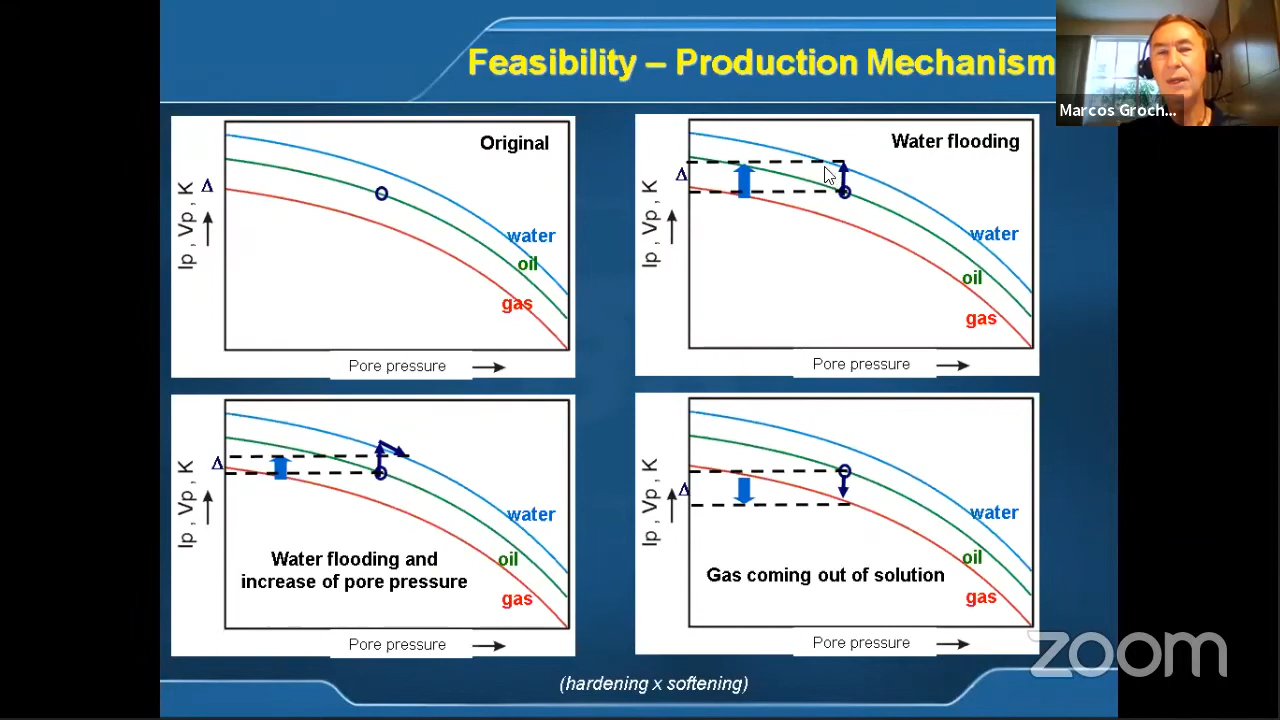 Feasibility – Production Mechanism
Marcos Groch...
Original
Δ
Ip , Vp , K
water
oil
gas
Pore pressure
Water flooding
Δ
Ip , Vp , K
water
oil
gas
Pore pressure
Δ
Ip , Vp , K
water
Water flooding and
increase of pore pressure
oil
gas
Pore pressure
Δ
Ip , Vp , K
water
oil
Gas coming out of solution
gas
Pore pressure
zoom
(hardening x softening)